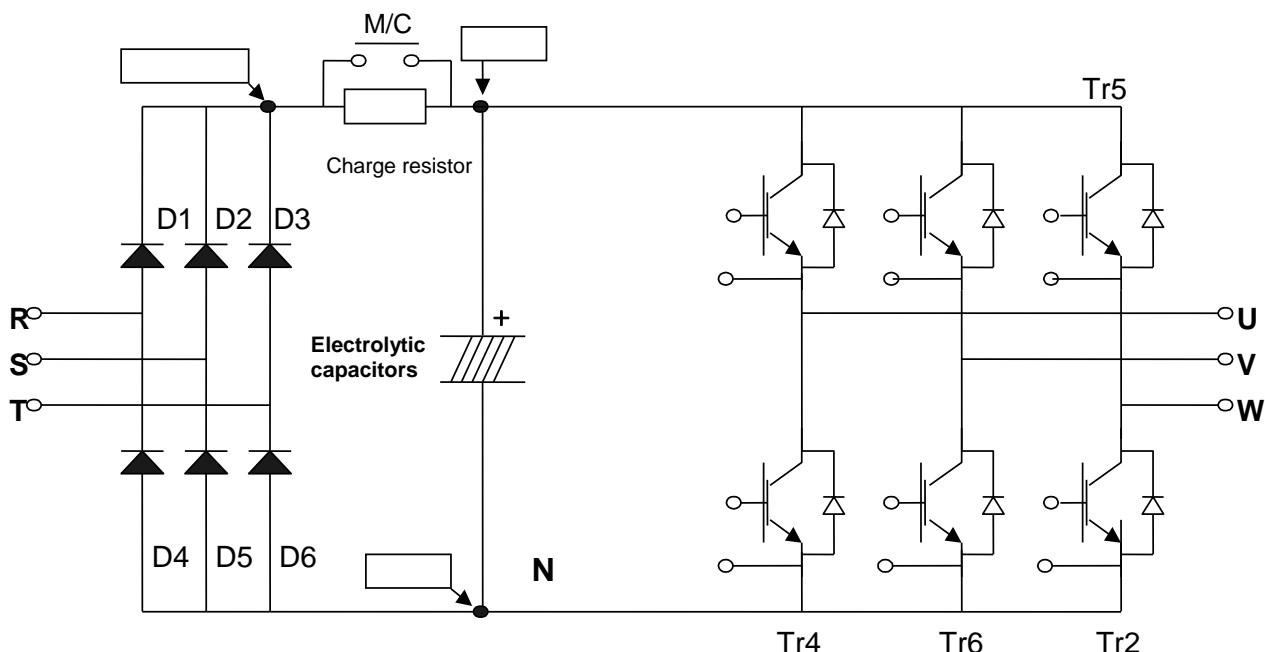 M/C
Tr5
Charge resistor
D1 D2 D3
R
S
T
+
Electrolytic
capacitors
U
V
W
D4 D5 D6
N
Tr4 Tr6 Tr2